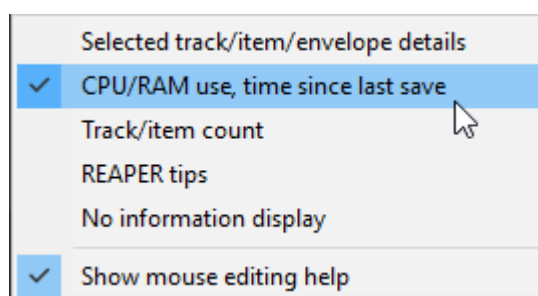 Selected track/item/envelope details
CPU/RAM use, time since last save
Track/item count
REAPER tips
No information display
Show mouse editing help